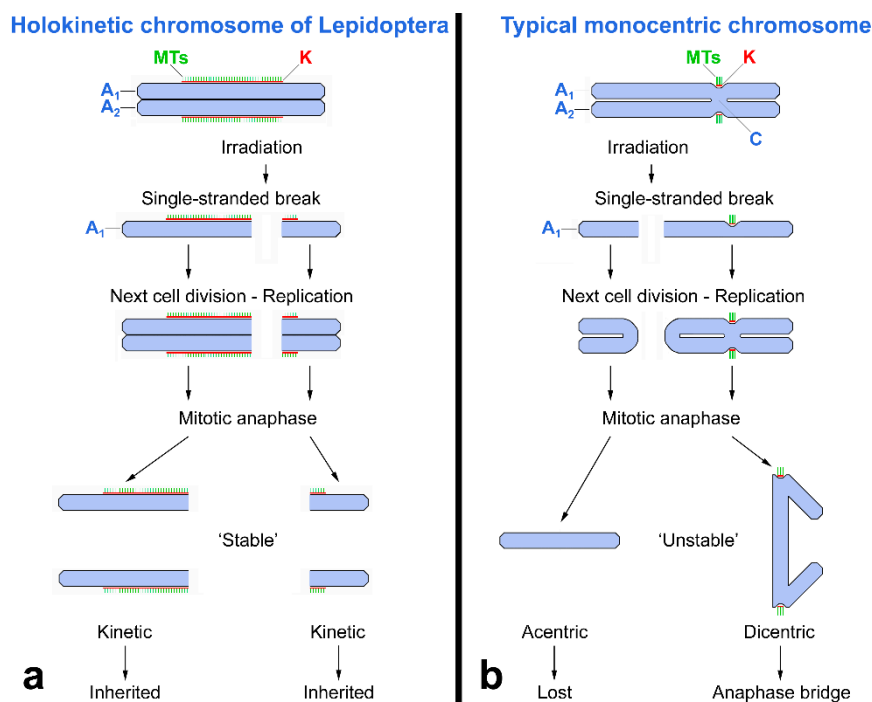 Holokinetic chromosome of Lepidoptera
MTs K
A1
A2
Irradiation
Single-stranded break
A1
Next cell division - Replication
Mitotic anaphase
'Stable'
Kinetic Kinetic
a
Inherited Inherited
Typical monocentric chromosome
MTs K
A1
A2
C
Irradiation
Single-stranded break
A1
Next cell division - Replication
Mitotic anaphase
'Unstable'
Acentric Dicentric
b
Lost Anaphase bridge